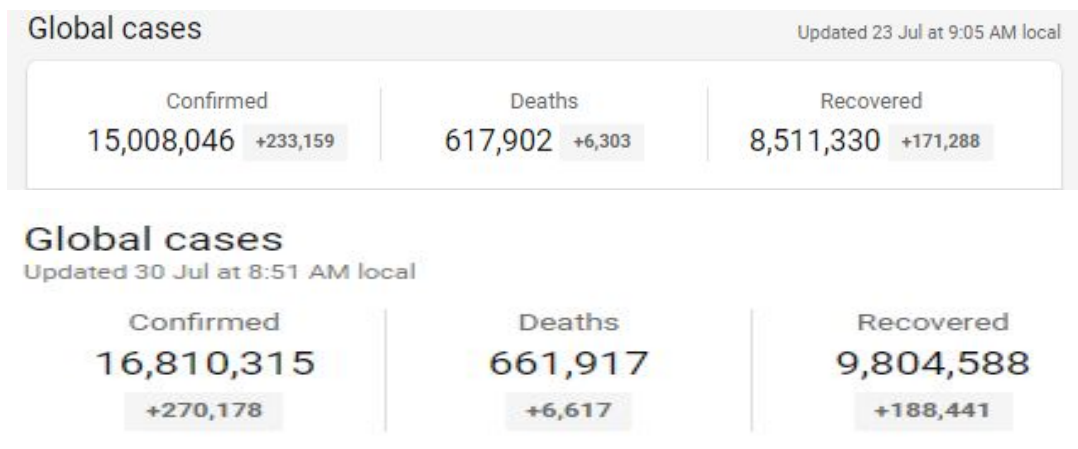 Global cases Updated 23 Jul at 9:05 AM local
Confirmed Deaths Recovered
15,008,046 +233,159 617,902 +6,303 8,511,330 +171,288
Global cases
Updated 30 Jul at 8:51 AM local
Confirmed Deaths Recovered
16,810,315 661,917 9,804,588
+270,178 +6,617 +188,441